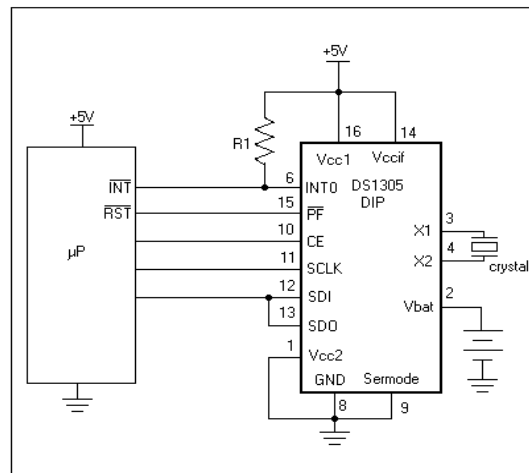 +5V
+5V
R1
16
14
Vcc1
Vccif
6
INT
INT0
DS1305
DIP
15
RST
PF
3
X1
10
CE
µP
4
X2
11
SCLK
crystal
12
SDI
2
Vbat
13
SDO
1
Vcc2
GND
Sermode
8
9